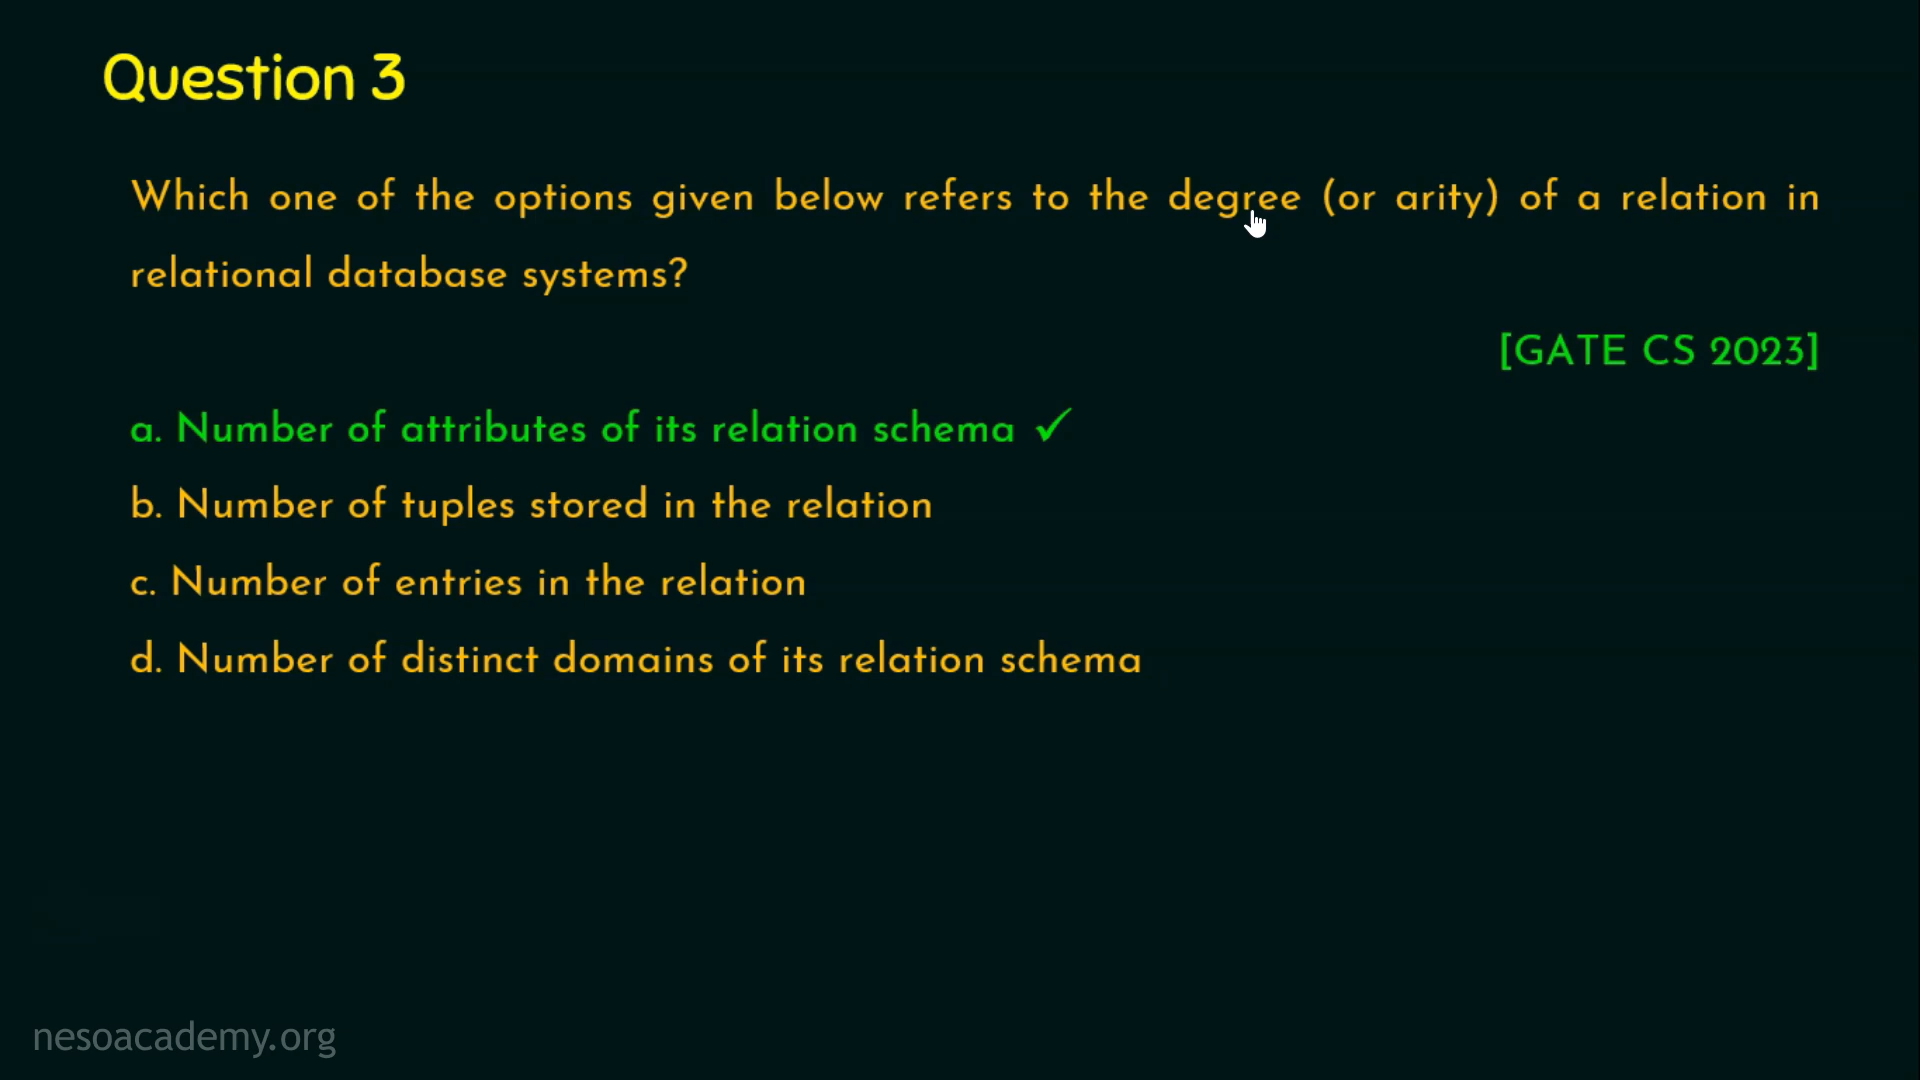 Question 3
Which one of the options given below refers to the degree (or arity) of a relation in
relational database systems?
[GATE CS 2023]
a. Number of attributes of its relation schema ✓
b. Number of tuples stored in the relation
c. Number of entries in the relation
d. Number of distinct domains of its relation schema
nesoacademy.org